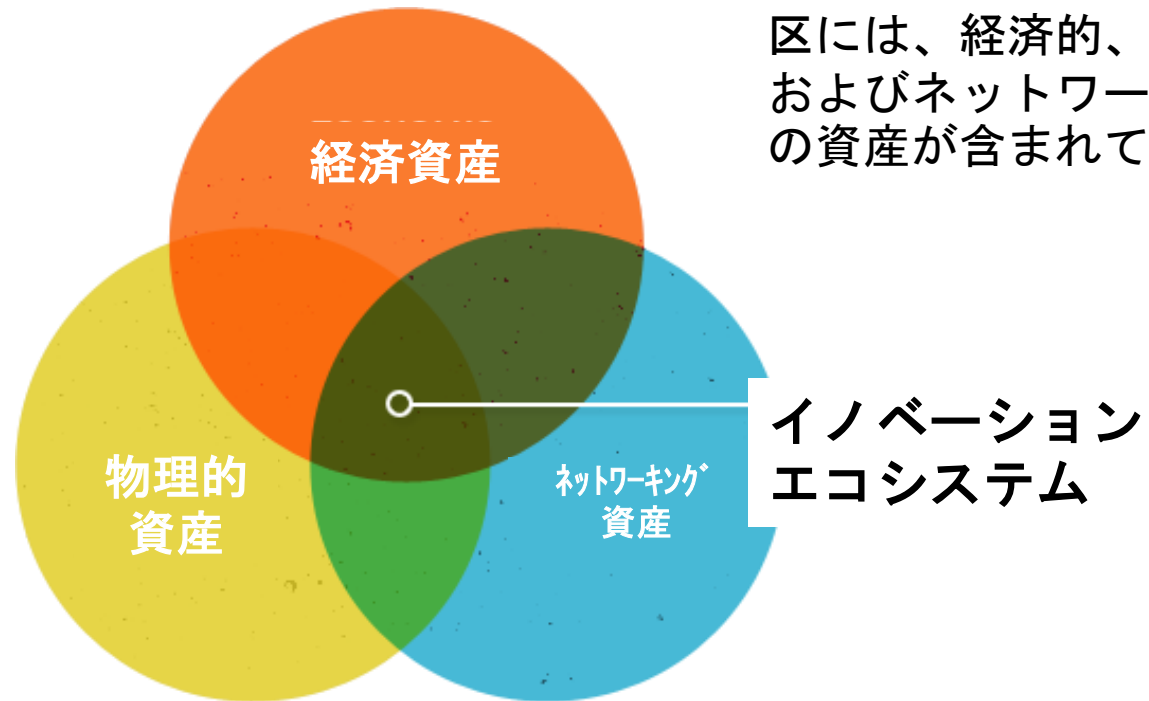 区には、経済的、
およびネットワー
の資産が含まれて
経済資産
イノベーション
エコシステム
物理的
資産
ﾈｯﾄﾜｰｷﾝｸﾞ
資産